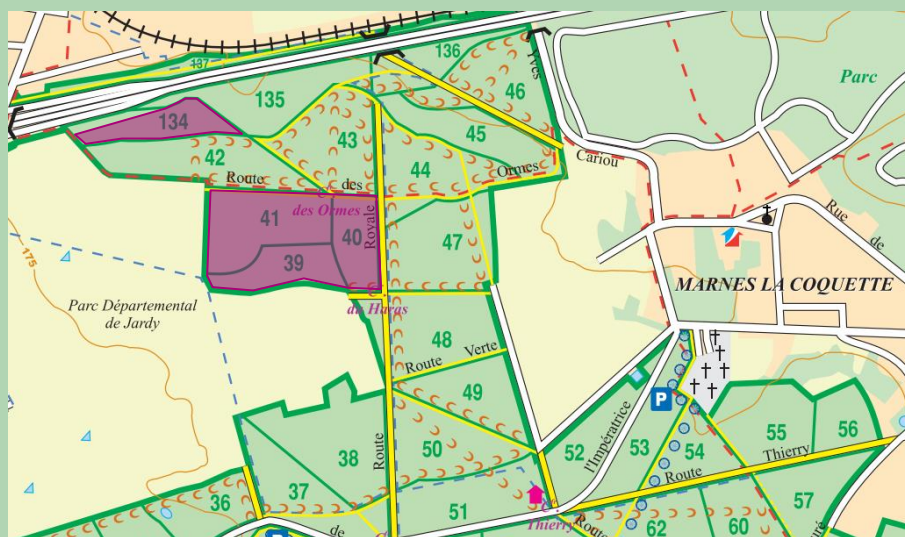 136
Yves
46
137
Parc
135
134
43
45
42
44
Cariou
Route des Ormes
des Ormes
41
40
Royale
47
39
Rue de
175
MARNES LA COQUETTE
Parc Départemental
de Jardy
du Haras
48
Route Verte
49
P
l'Impératrice
50
52
53
54
55
56
38
Route
Route Thierry
36
37
51
57
Thierry
Route
62
60
de